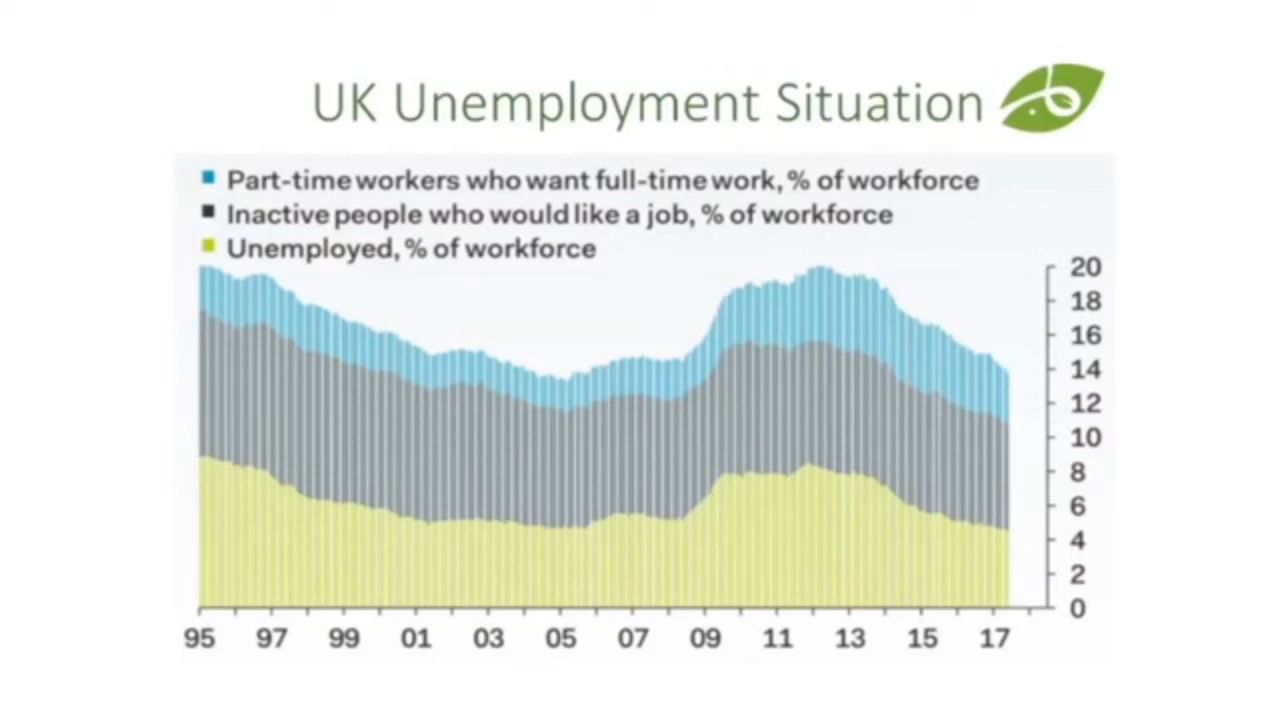 UK Unemployment Situation
Part-time workers who want full-time work, % of workforce
Inactive people who would like a job, % of workforce
Unemployed, % of workforce
20
18
16
14
12
10
8
6
4
2
0
95 97 99 01 03 05 07 09 11 13 15 17